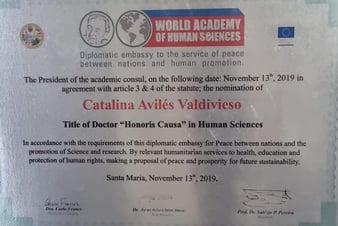 WORLD ACADEMY
OF HUMAN SCIENCES
Diplomatic embassy to the service of peace
between nations and human promotion.
The President of the academic consul, on the following date: November 13th, 2019 in
agreement with article 3 & 4 of the statute; the nomination of
Catalina Avilés Valdivieso
Title of Doctor “Honoris Causa” in Human Sciences
In accordance with the requirements of this diplomatic embassy for Peace between nations and the
promotion of Science and research. By relevant humanitarian services to health, education and
protection of human rights, making a proposal of peace and prosperity for future sustainability.
Santa Maria, November 13th, 2019.